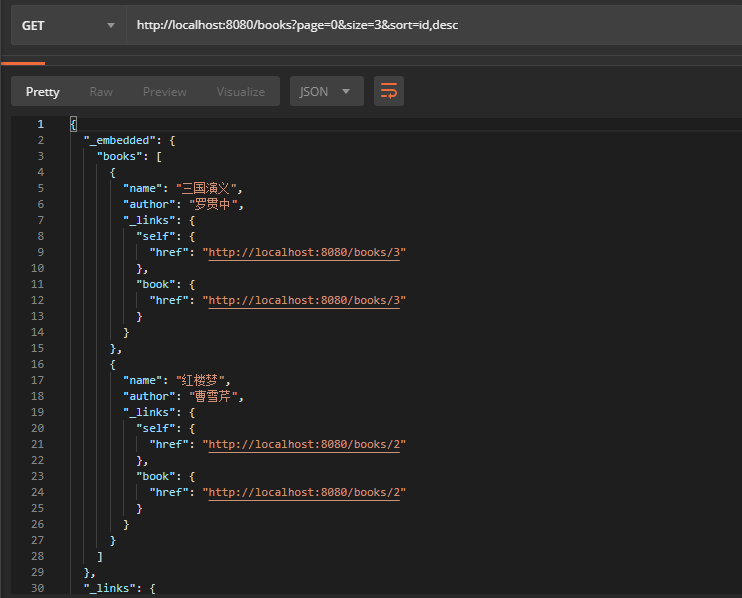 GET http://localhost:8080/books?page=0&size=3&sort=id,desc
Pretty Raw Preview Visualize JSON
1 {
2 "_embedded": {
3 "books": [
4 {
5 "name": "三国演义",
6 "author": "罗贯中",
7 "_links": {
8 "self": {
9 "href": "http://localhost:8080/books/3"
10 },
11 "book": {
12 "href": "http://localhost:8080/books/3"
13 }
14 }
15 },
16 {
17 "name": "红楼梦",
18 "author": "曹雪芹",
19 "_links": {
20 "self": {
21 "href": "http://localhost:8080/books/2"
22 },
23 "book": {
24 "href": "http://localhost:8080/books/2"
25 }
26 }
27 }
28 ]
29 },
30 "_links": {